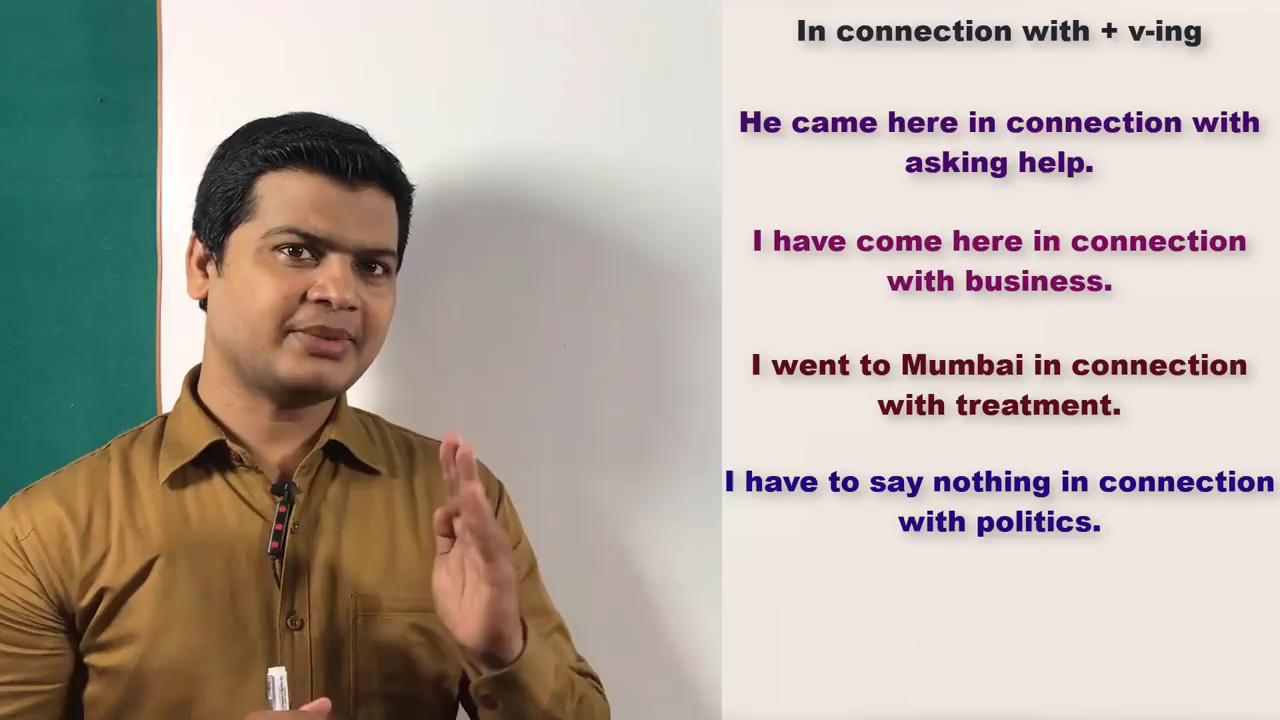 In connection with + v-ing
He came here in connection with
asking help.
I have come here in connection
with business.
I went to Mumbai in connection
with treatment.
I have to say nothing in connection
with politics.